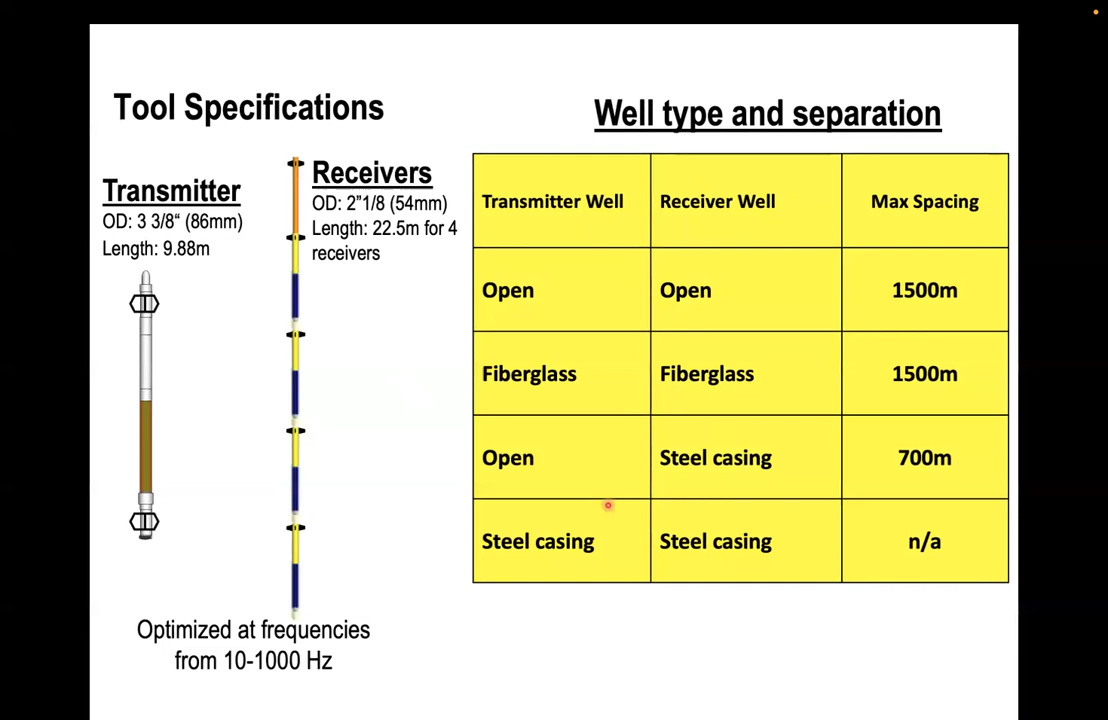 Tool Specifications
Transmitter
OD: 3 3/8“ (86mm)
Length: 9.88m
Receivers
OD: 2”1/8 (54mm)
Length: 22.5m for 4
receivers
Optimized at frequencies
from 10-1000 Hz
Well type and separation
Transmitter Well Receiver Well Max Spacing
Open Open 1500m
Fiberglass Fiberglass 1500m
Open Steel casing 700m
Steel casing Steel casing n/a